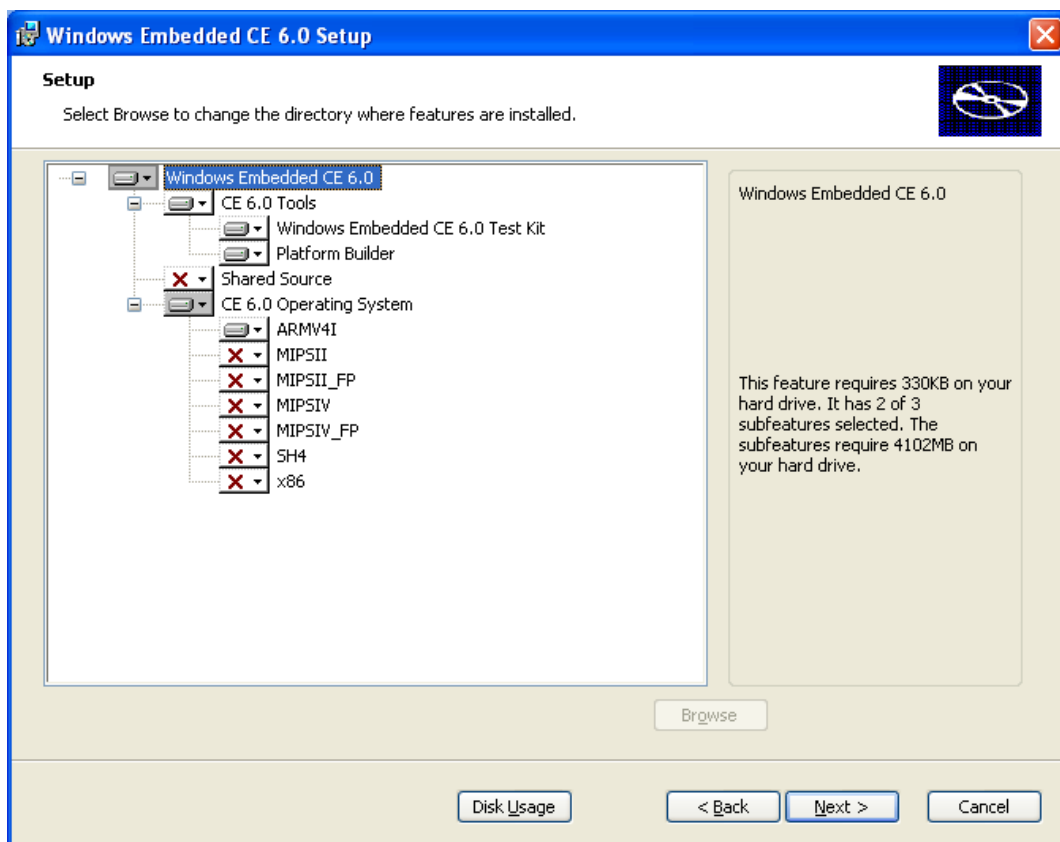 Windows Embedded CE 6.0 Setup
Setup
Select Browse to change the directory where features are installed.
Windows Embedded CE 6.0
CE 6.0 Tools
Windows Embedded CE 6.0 Test Kit
Platform Builder
Shared Source
CE 6.0 Operating System
ARMV4I
MIPSII
MIPSII_FP
MIPSIV
MIPSIV_FP
SH4
x86
Windows Embedded CE 6.0
This feature requires 330KB on your
hard drive. It has 2 of 3
subfeatures selected. The
subfeatures require 4102MB on
your hard drive.
Browse
Disk Usage
< Back
Next >
Cancel